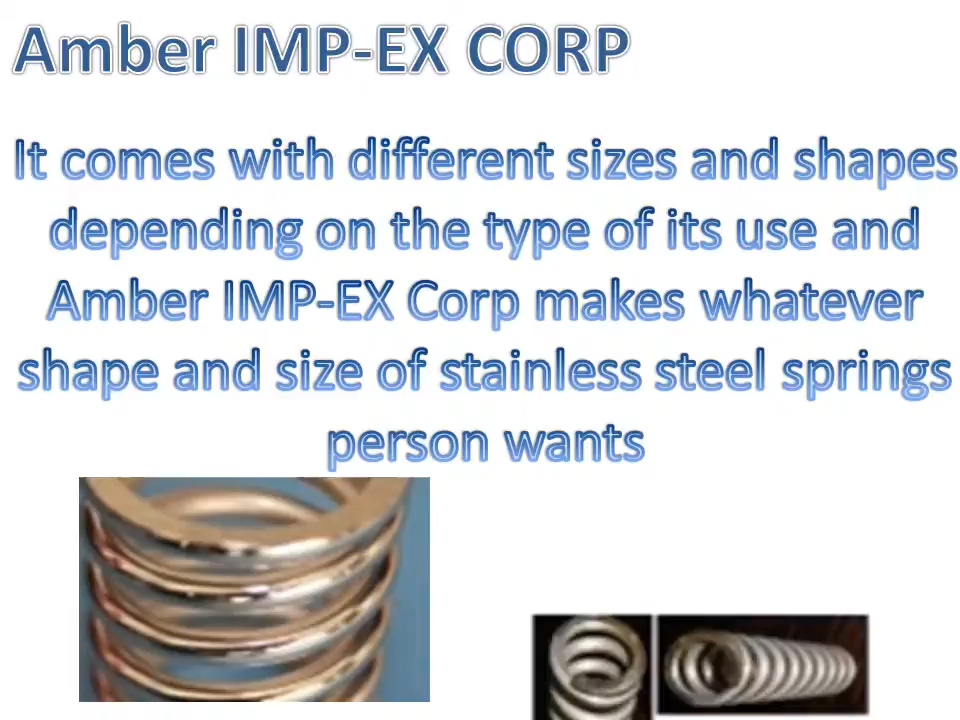 Amber IMP-EX CORP
It comes with different sizes and shapes
depending on the type of its use and
Amber IMP-EX Corp makes whatever
shape and size of stainless steel springs
person wants